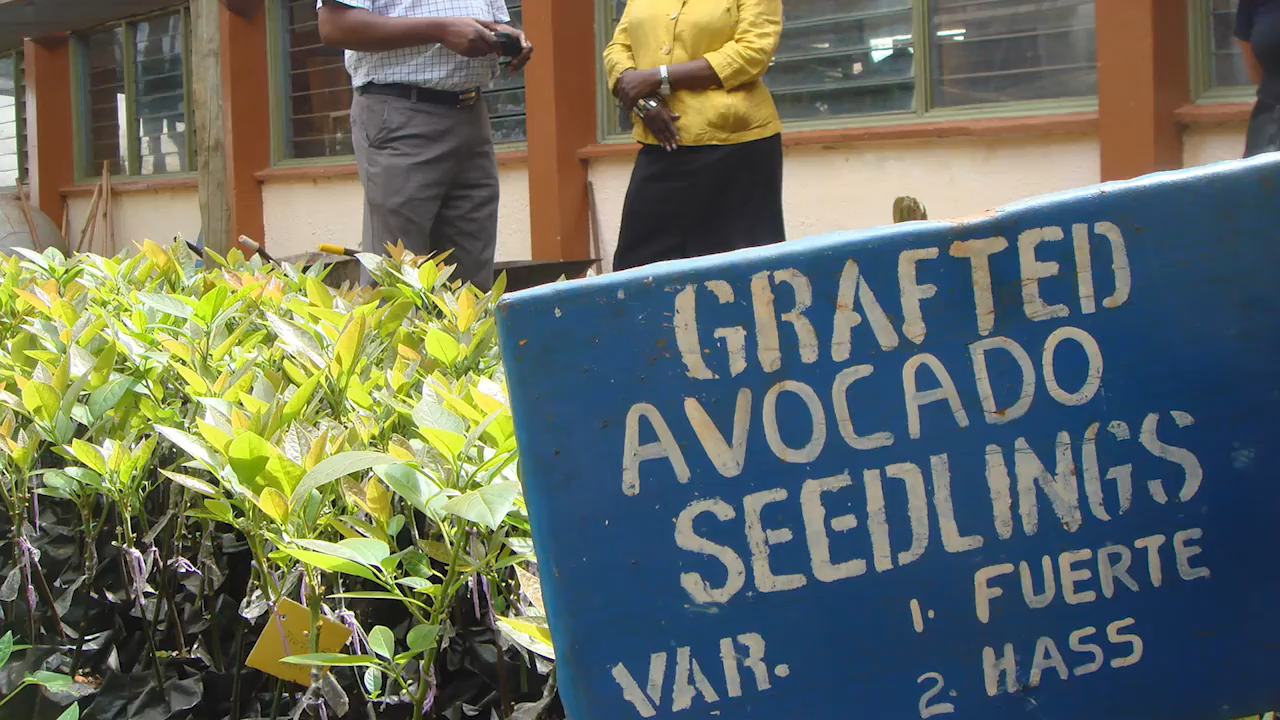 GRAFTED
AVOCADO
SEEDLINGS
VAR. 1. FUERTE
2. HASS